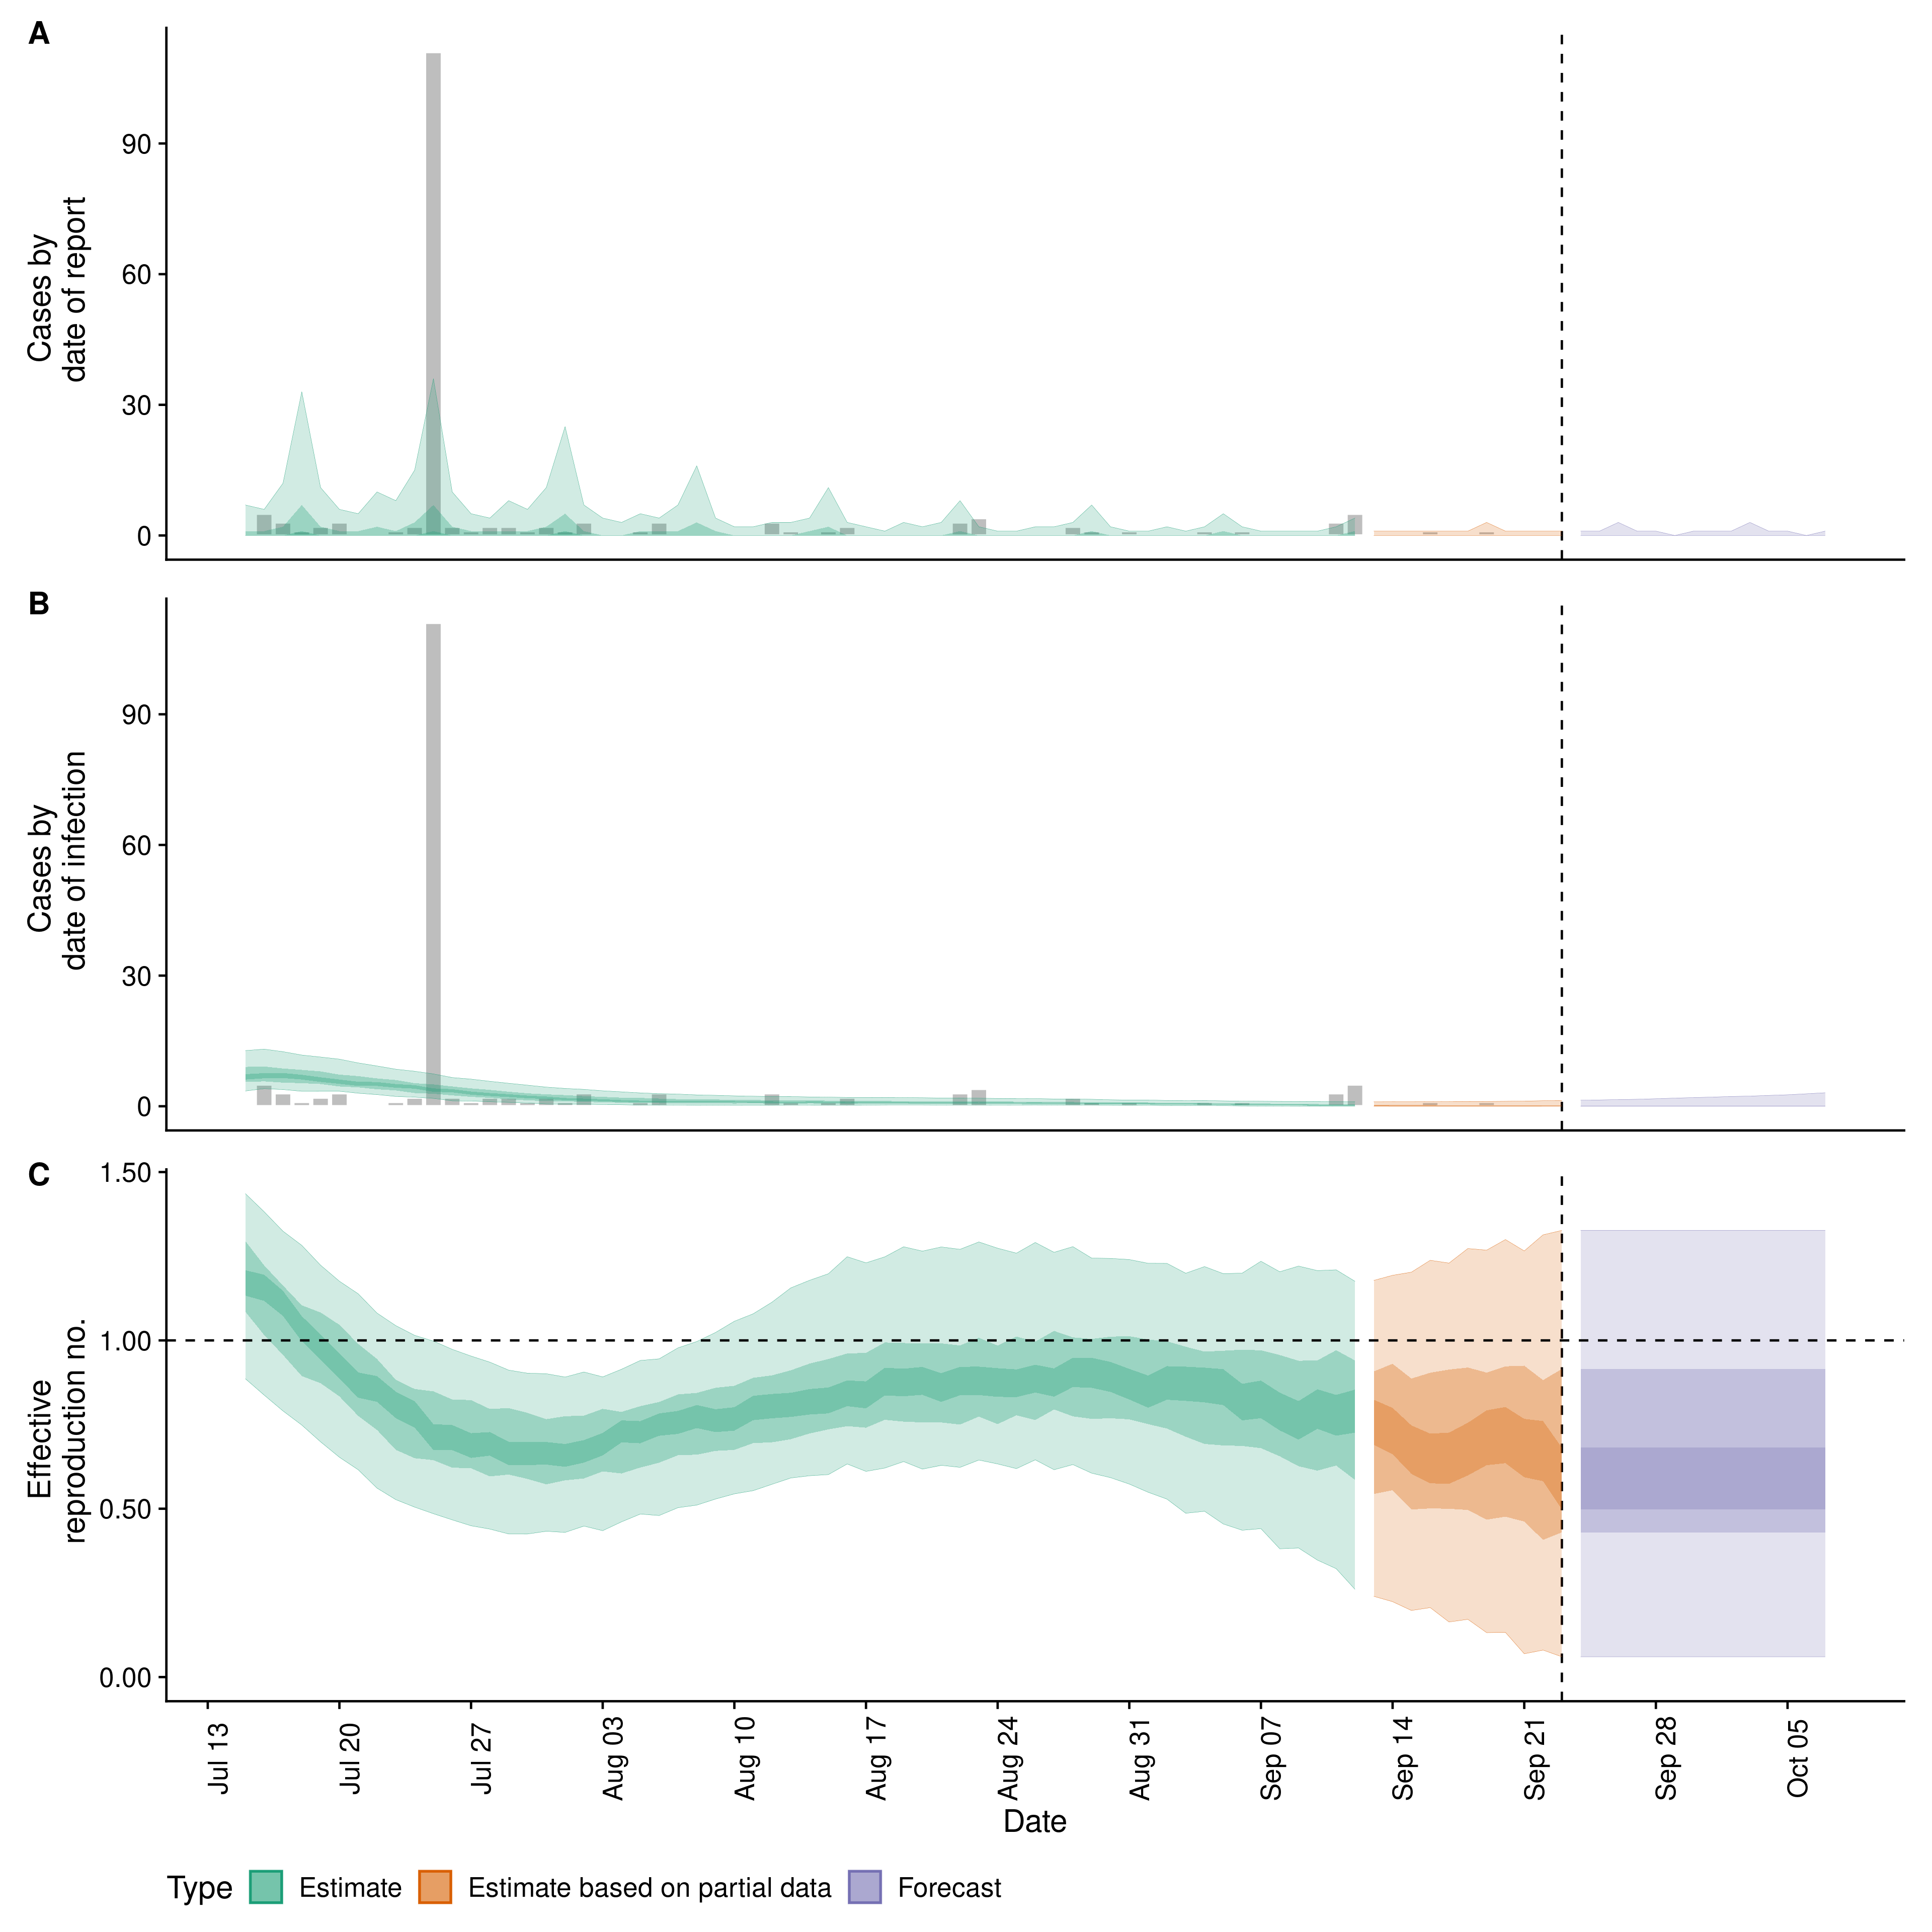 A
Cases by
date of report
90
60
30
0
B
Cases by
date of infection
90
60
30
0
C
Effective
reproduction no.
1.50
1.00
0.50
0.00
Jul 13
Jul 20
Jul 27
Aug 03
Aug 10
Aug 17
Aug 24
Aug 31
Sep 07
Sep 14
Sep 21
Sep 28
Oct 05
Date
Type Estimate Estimate based on partial data Forecast